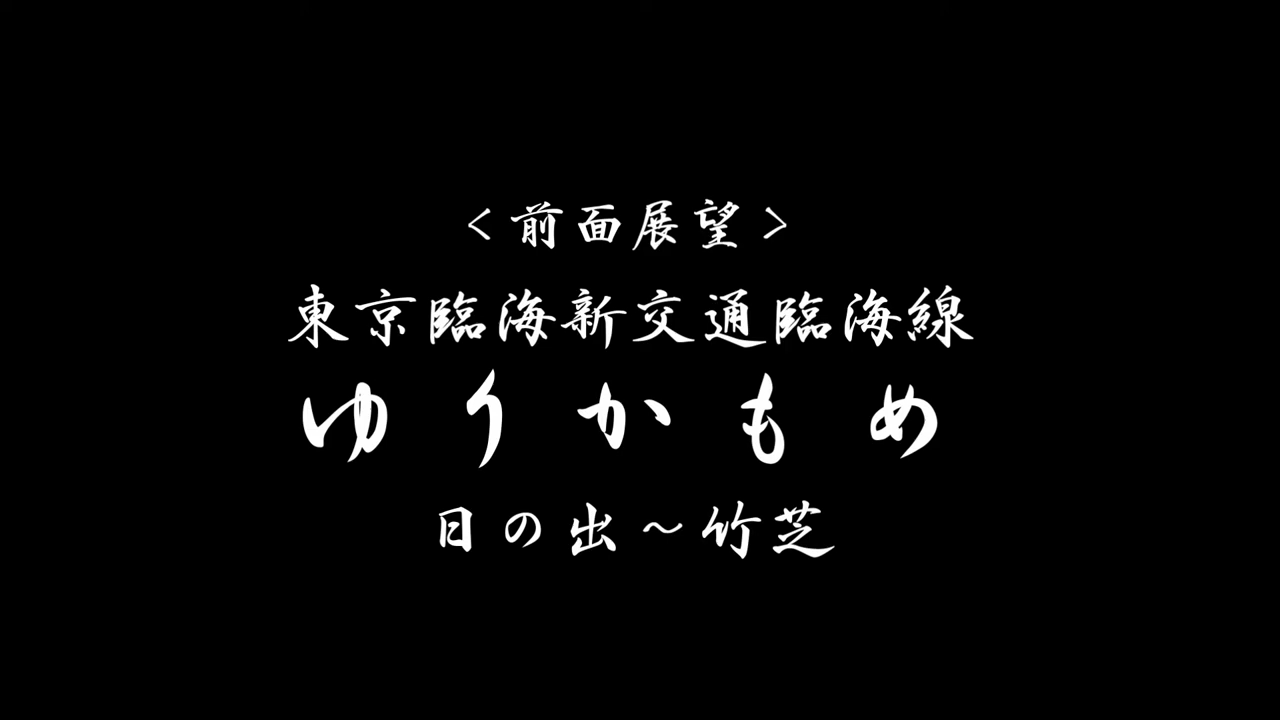 ＜前面展望＞
東京臨海新交通臨海線
ゆりかもめ
日の出～竹芝